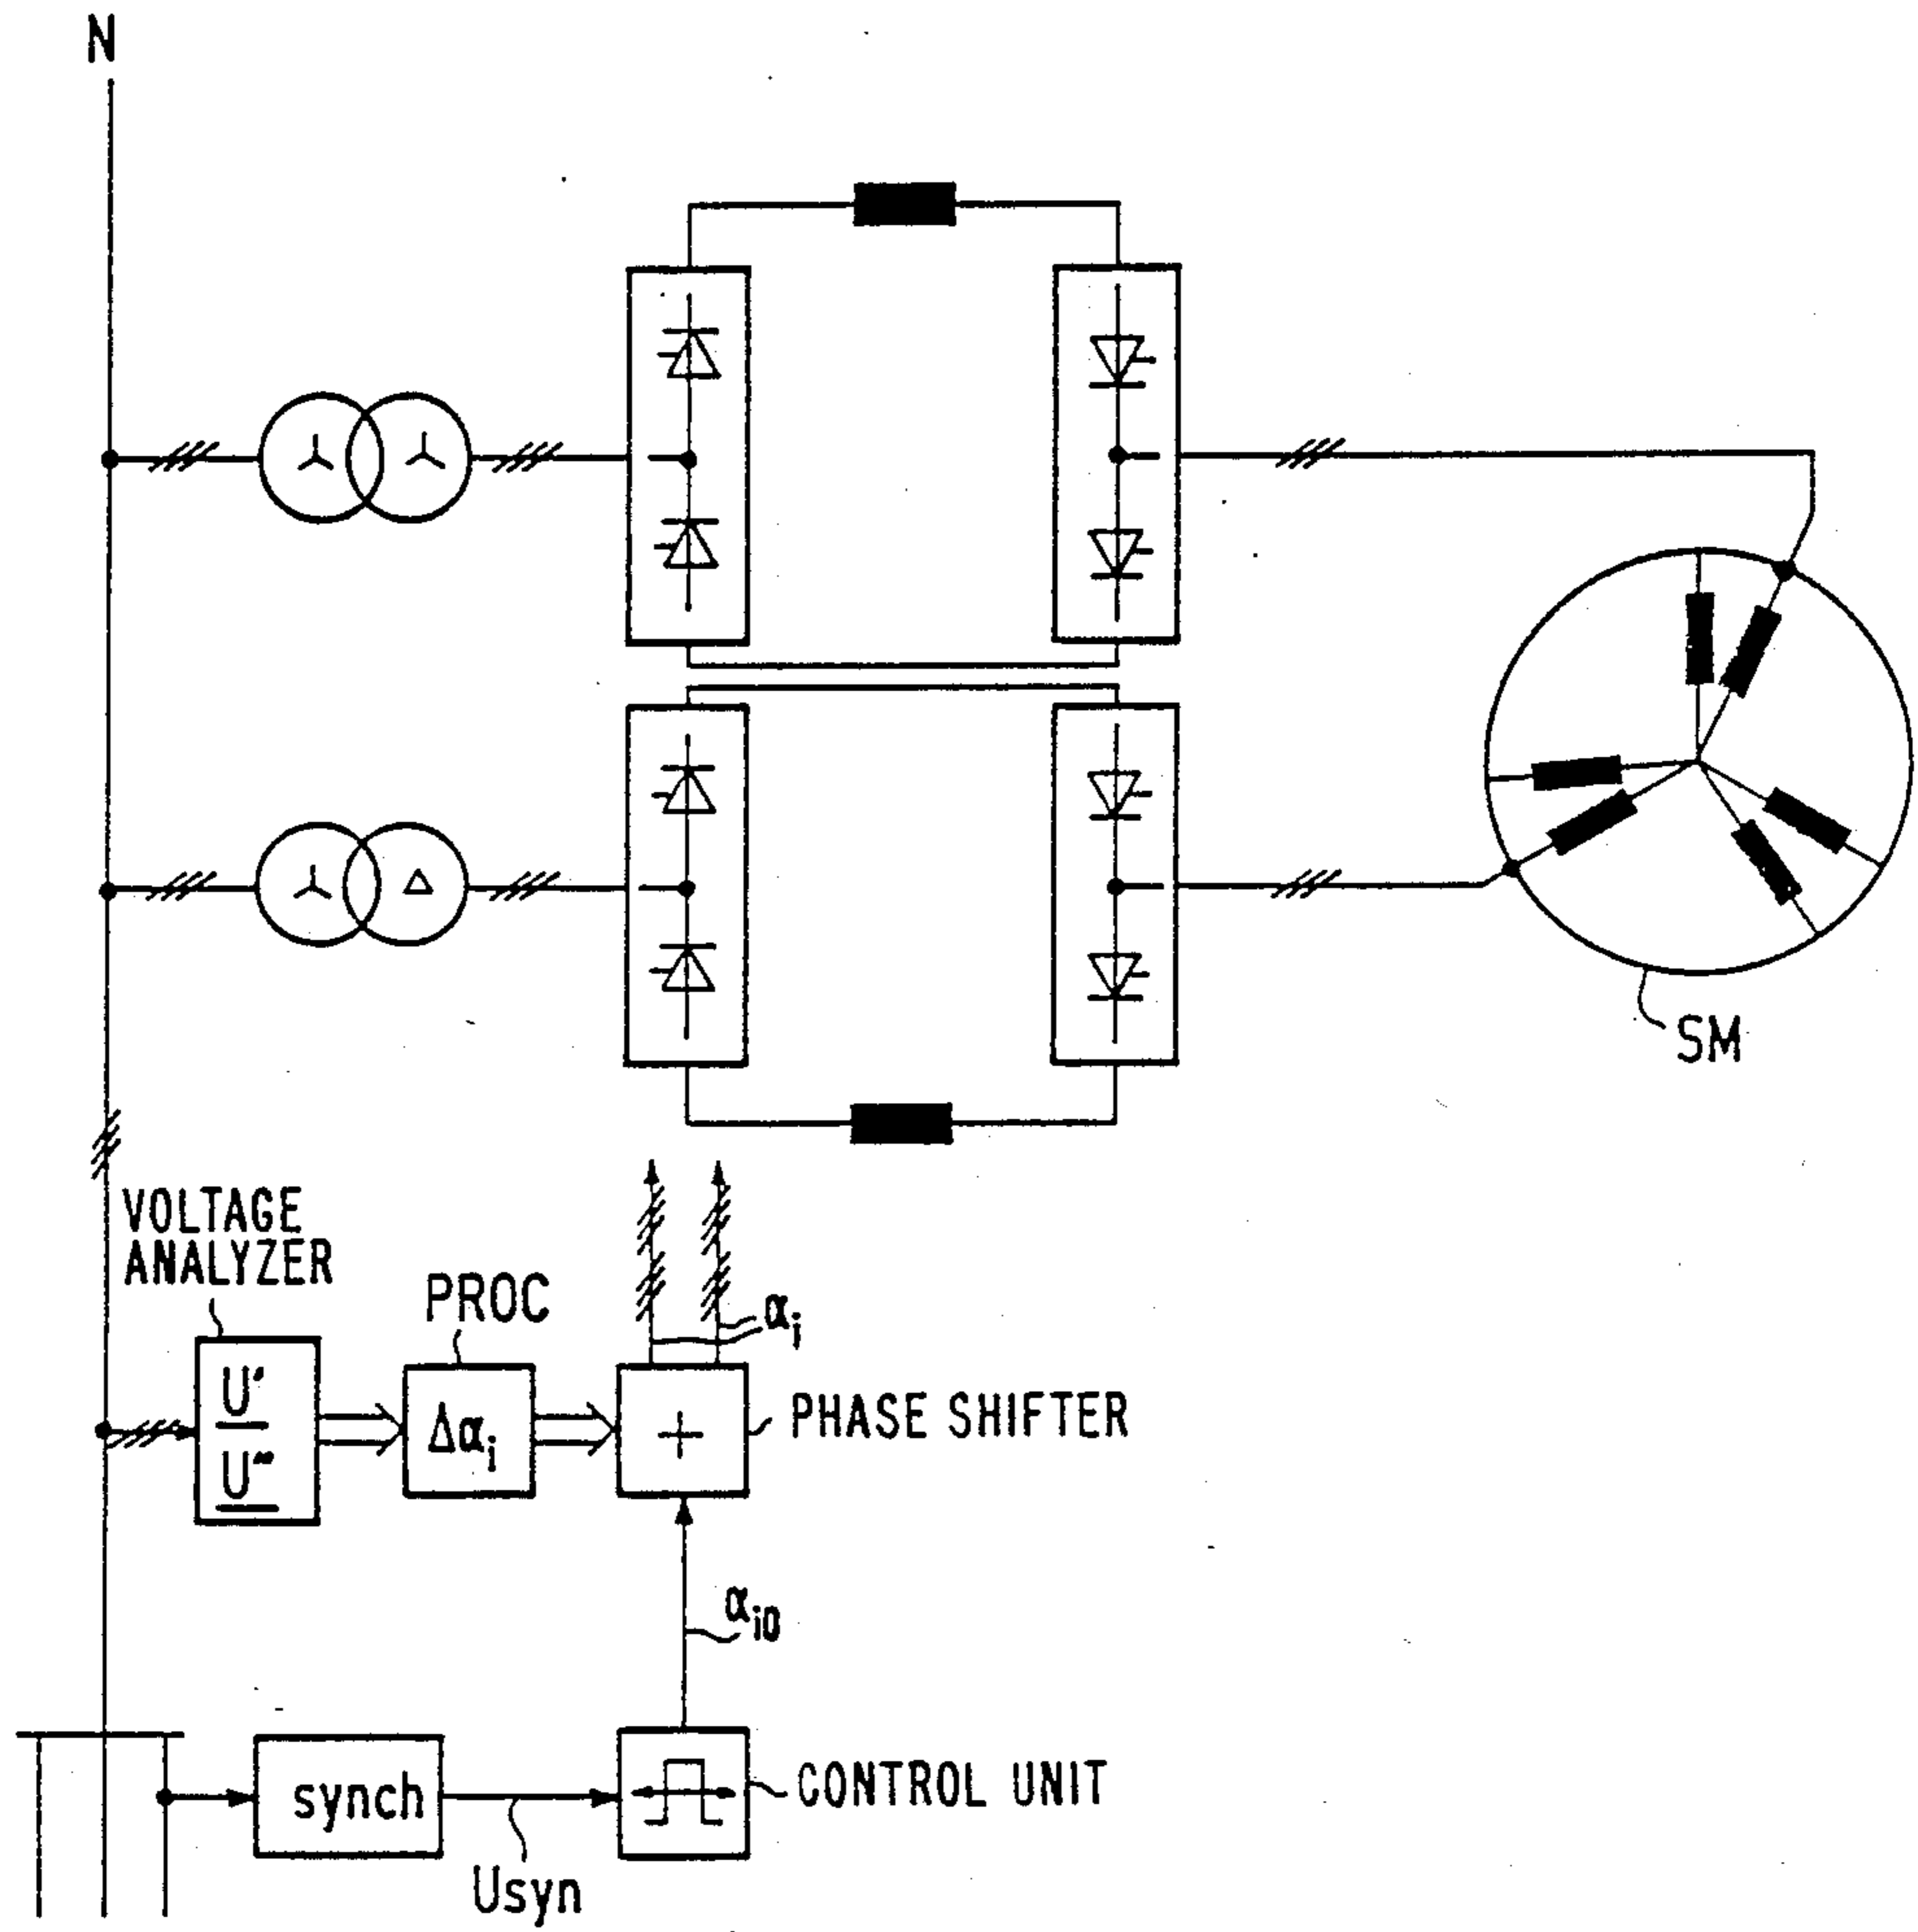 N
SM
VOLTAGE
ANALYZER
PROC
αi
U'
U"
Δαi
+
PHASE SHIFTER
αi0
synch
CONTROL UNIT
Usyn